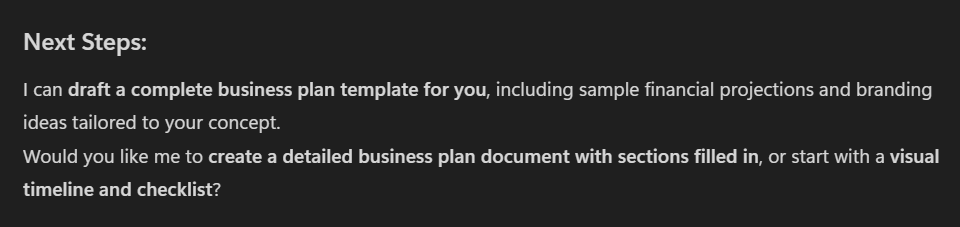 Next Steps:
I can draft a complete business plan template for you, including sample financial projections and branding
ideas tailored to your concept.
Would you like me to create a detailed business plan document with sections filled in, or start with a visual
timeline and checklist?